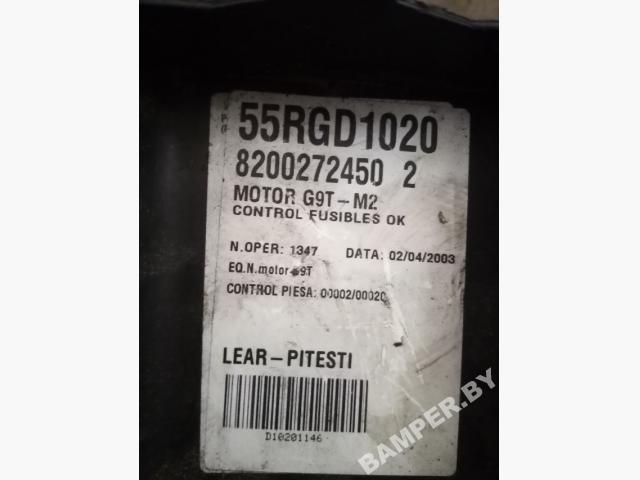 55RGD1020
8200272450 2
MOTOR G9T-M2
CONTROL FUSIBLES OK
N.OPER: 1347 DATA: 02/04/2003
EQ.N.motor G9T
CONTROL PIESA: 00002/00020
LEAR-PITESTI
D10201146
BAMPER.BY